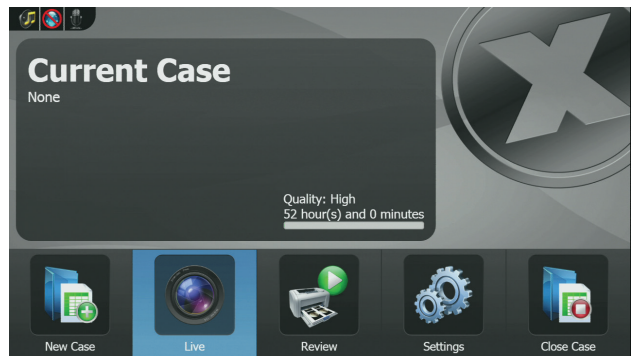 Current Case
None
Quality: High
52 hour(s) and 0 minutes
New Case
Live
Review
Settings
Close Case